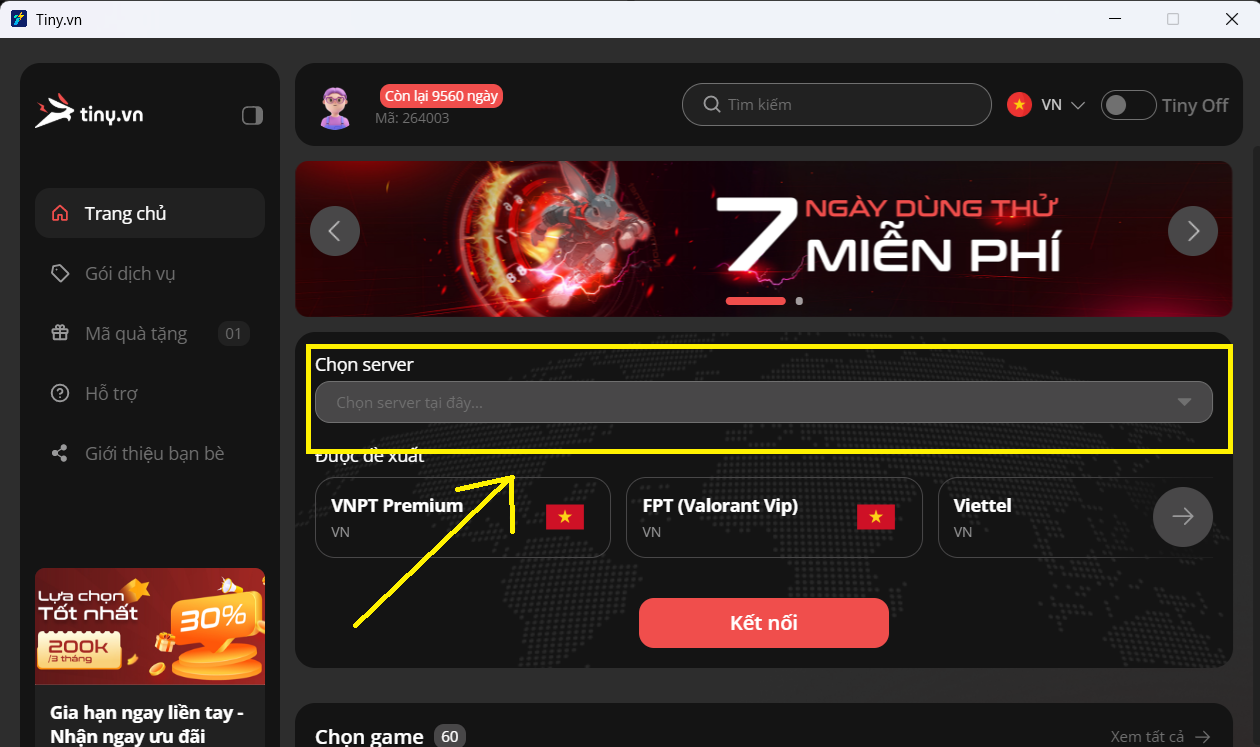 Tiny.vn
tiny.vn
Còn lại 9560 ngày
Mã: 264003
Tìm kiếm
VN
Tiny Off
Trang chủ
Gói dịch vụ
Mã quà tặng 01
Hỗ trợ
Giới thiệu bạn bè
7 NGÀY DÙNG THỬ
MIỄN PHÍ
Chọn server
Chọn server tại đây...
Được đề xuất
VNPT Premium
VN
FPT (Valorant Vip)
VN
Viettel
VN
Kết nối
Lựa chọn
Tốt nhất
200k
/3 tháng
30%
Gia hạn ngay liền tay -
Nhận ngay ưu đãi
Chọn game 60
Xem tất cả